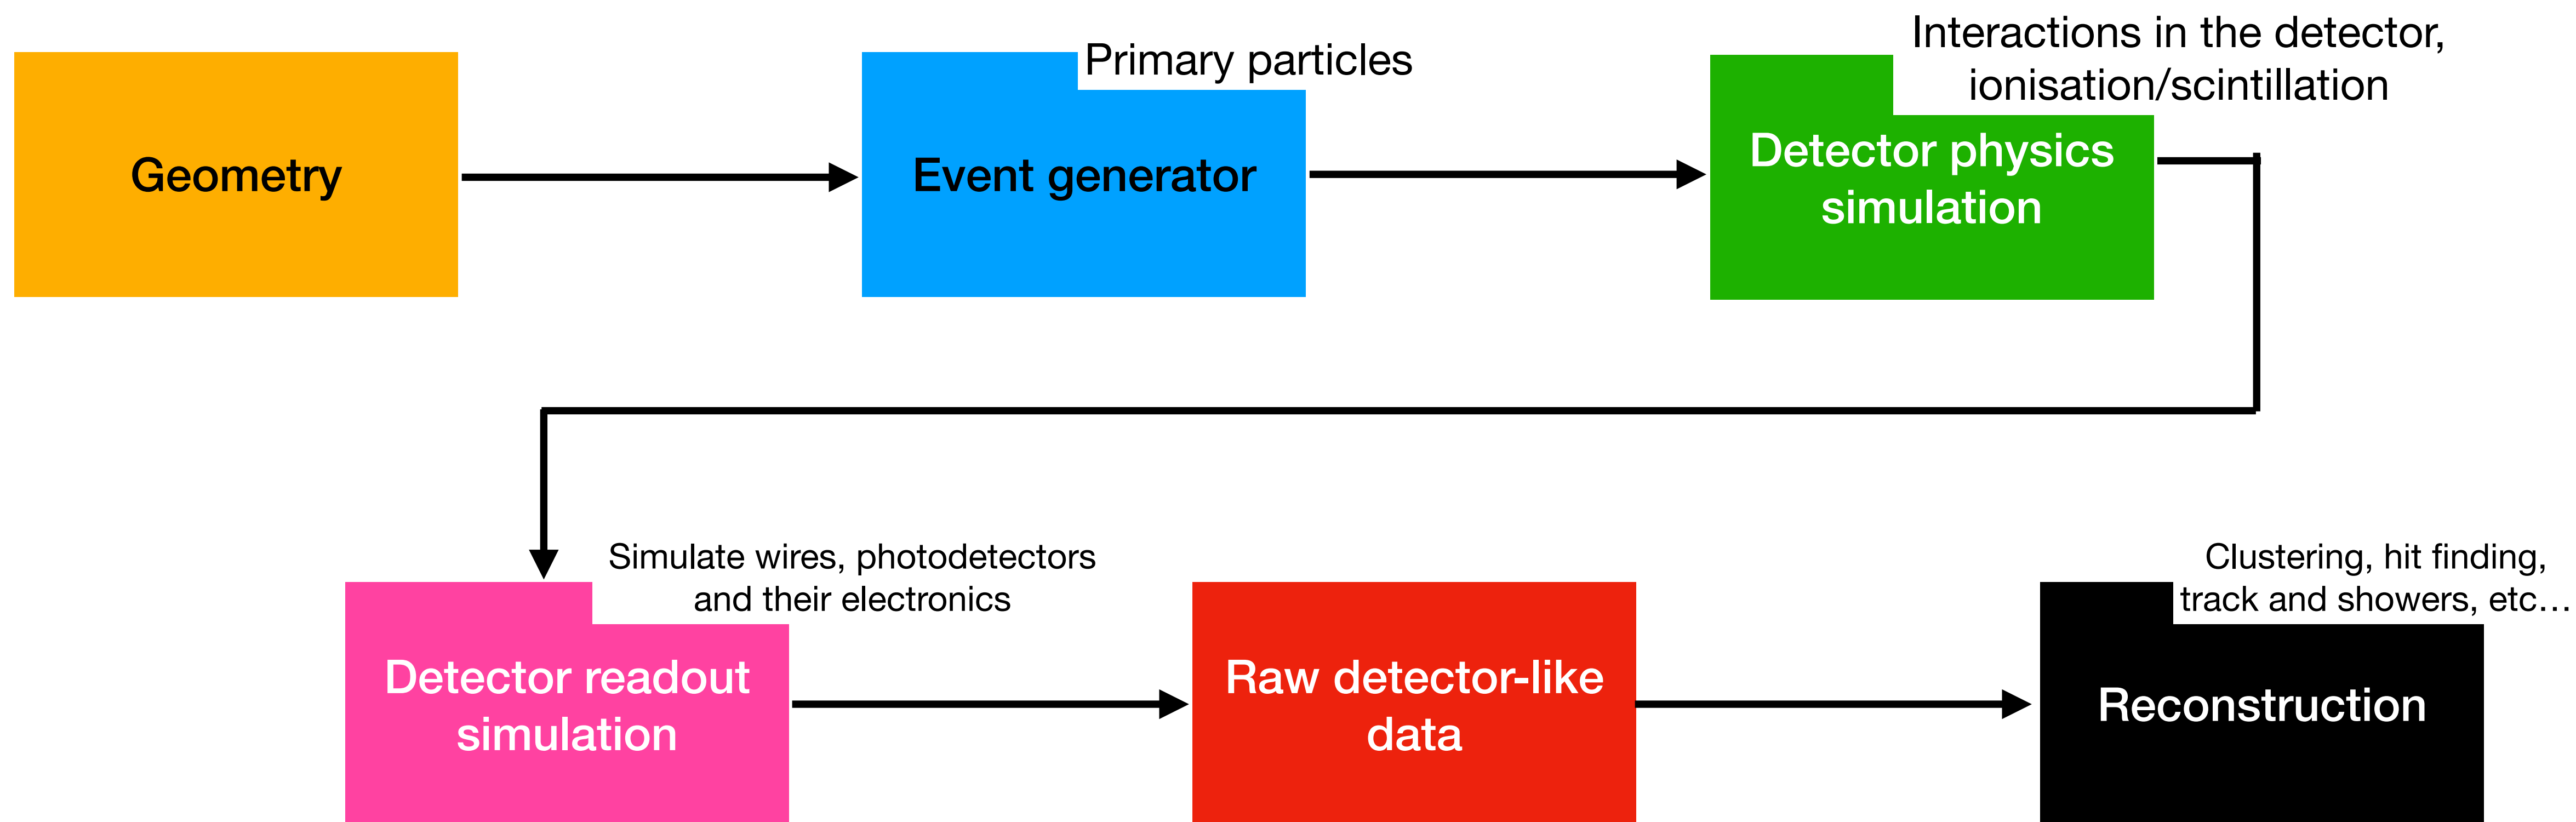 Geometry
Primary particles
Event generator
Interactions in the detector,
ionisation/scintillation
Detector physics
simulation
Simulate wires, photodetectors
and their electronics
Detector readout
simulation
Raw detector-like
data
Clustering, hit finding,
track and showers, etc…
Reconstruction